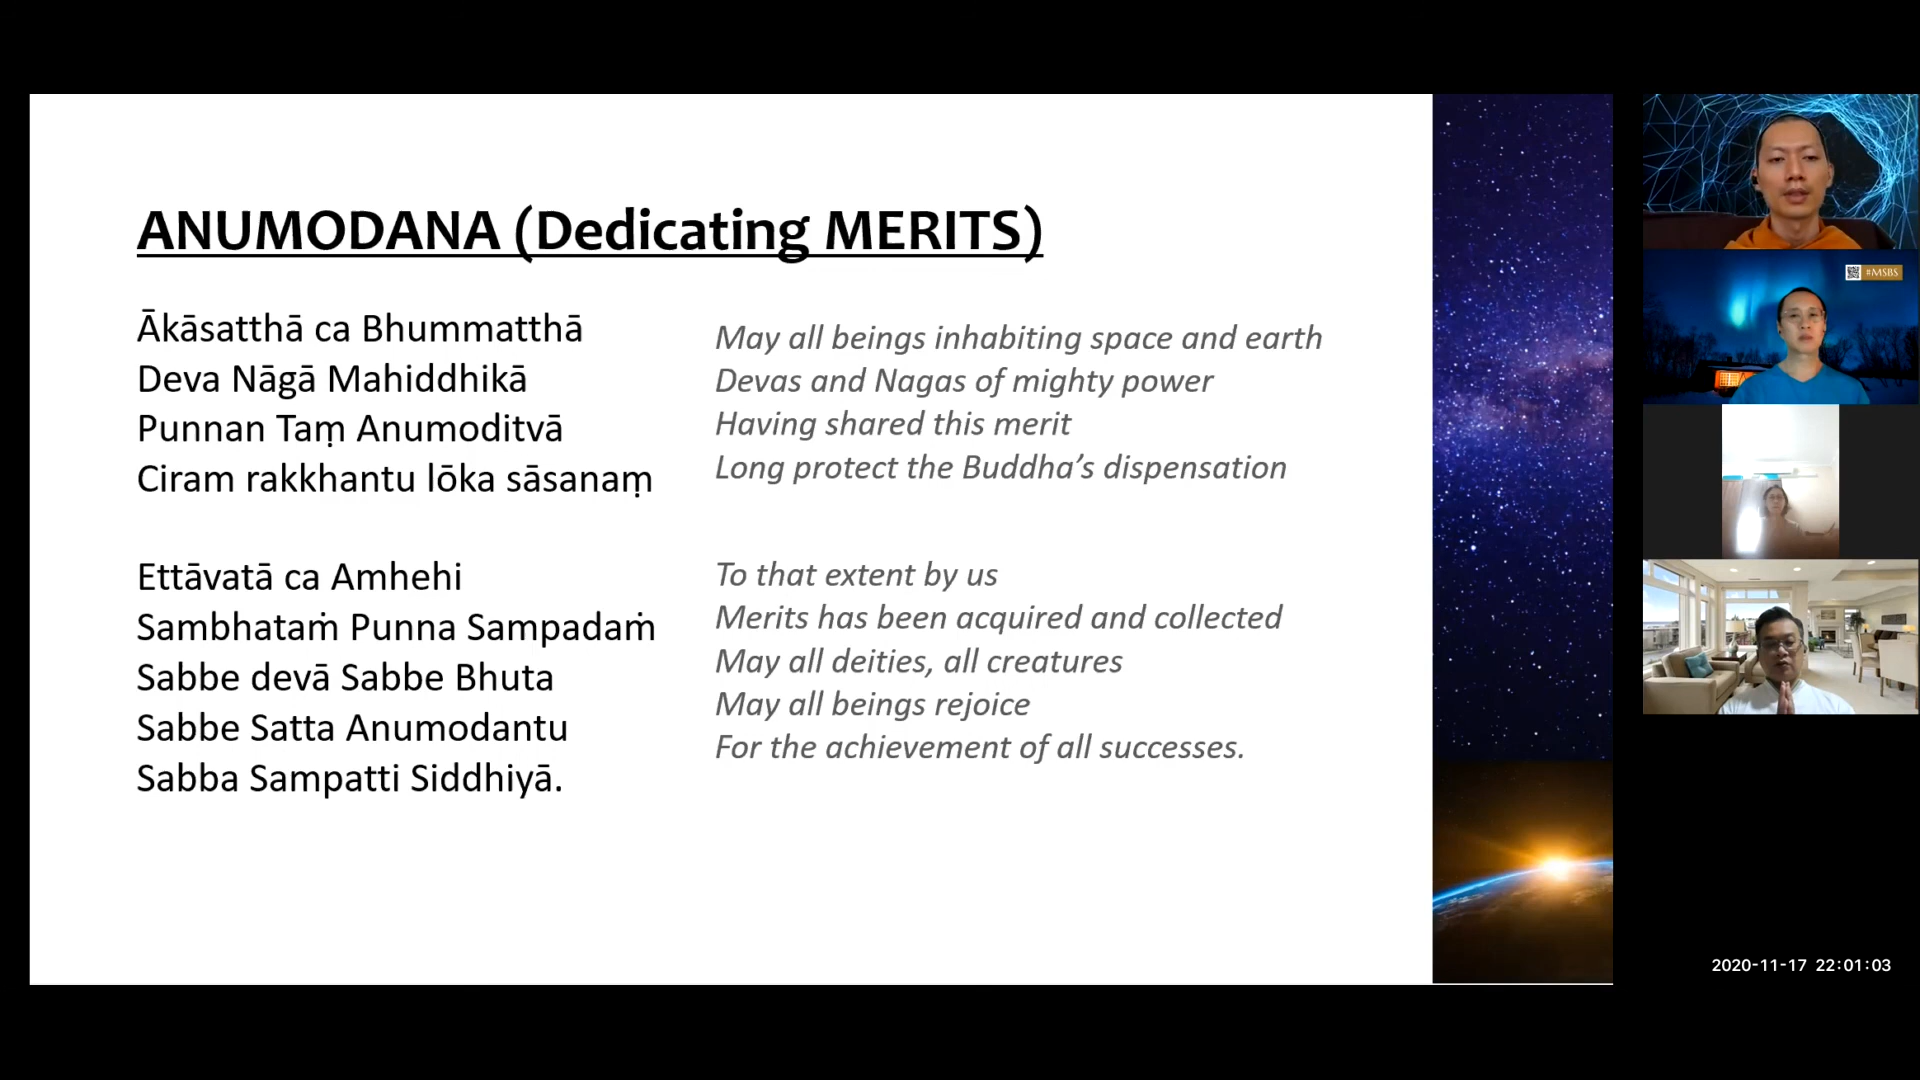 ANUMODANA (Dedicating MERITS)
Ākāsatthā ca Bhummatthā
Deva Nāgā Mahiddhikā
Punnan Taṃ Anumoditvā
Ciram rakkhantu lōka sāsanaṃ
Ettāvatā ca Amhehi
Sambhataṁ Punna Sampadaṁ
Sabbe devā Sabbe Bhuta
Sabbe Satta Anumodantu
Sabba Sampatti Siddhiyā.
May all beings inhabiting space and earth
Devas and Nagas of mighty power
Having shared this merit
Long protect the Buddha’s dispensation
To that extent by us
Merits has been acquired and collected
May all deities, all creatures
May all beings rejoice
For the achievement of all successes.
#MSBS
2020-11-17 22:01:03